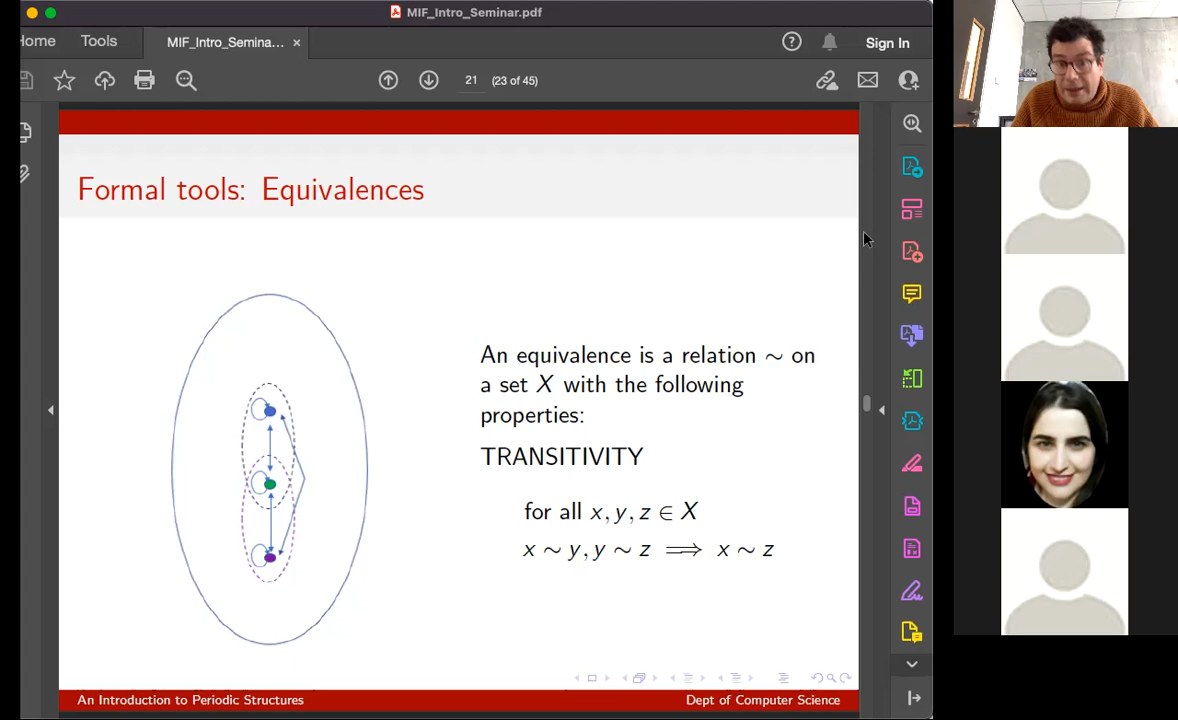 MIF_Intro_Seminar.pdf
Home Tools MIF_Intro_Semina... × Sign In
21 (23 of 45)
Formal tools: Equivalences
An equivalence is a relation ∼ on
a set X with the following
properties:
TRANSITIVITY
for all x, y, z ∈ X
x ∼ y, y ∼ z ⟹ x ∼ z
An Introduction to Periodic Structures Dept of Computer Science